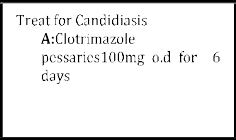 Treat for Candidiasis
A:Clotrimazole
pessaries100mg o.d for 6
days